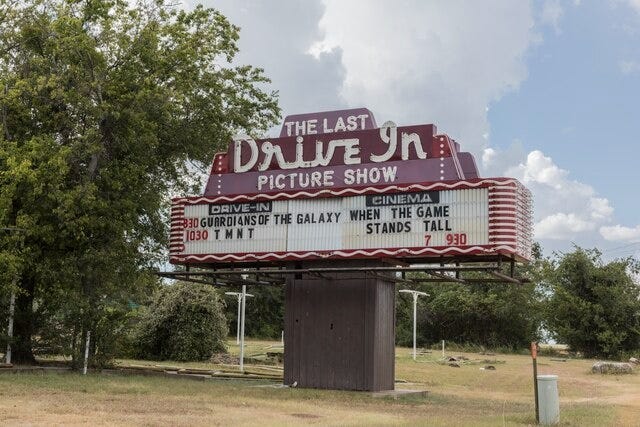 THE LAST
Drive In
PICTURE SHOW
DRIVE-IN
CINEMA
830 GUARDIANS OF THE GALAXY
1030 TMNT
WHEN THE GAME
STANDS TALL
7 930